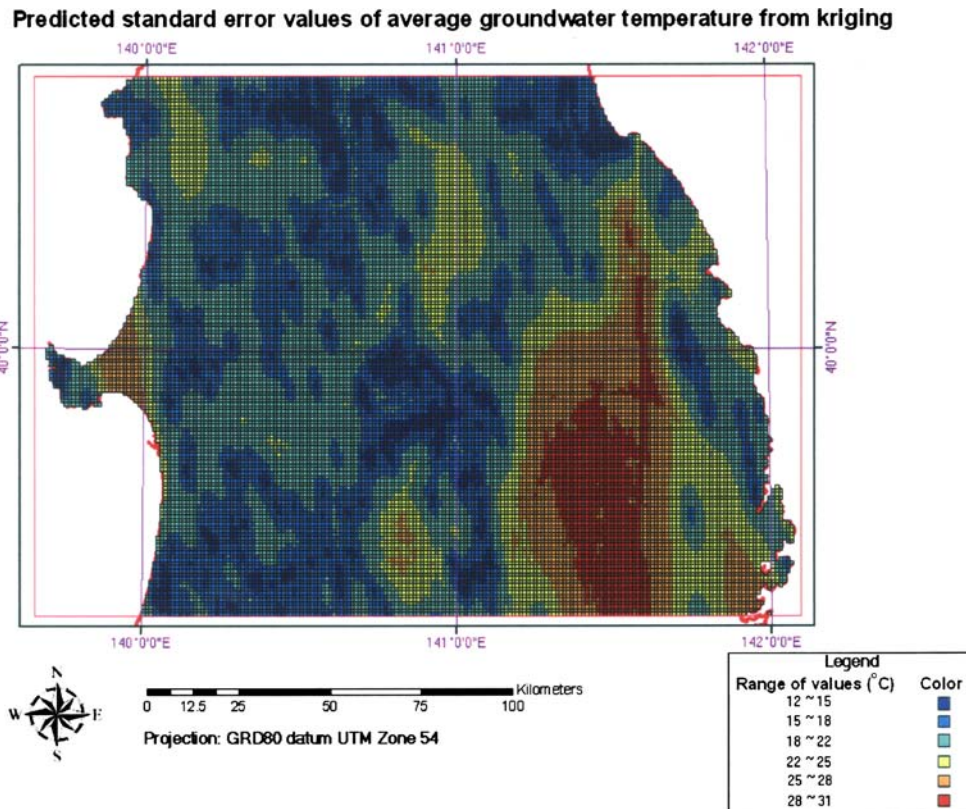 Predicted standard error values of average groundwater temperature from kriging
140°0'0"E 141°0'0"E 142°0'0"E
40°0'0"N 40°0'0"N
140°0'0"E 141°0'0"E 142°0'0"E
N
W E
S
Kilometers
0 12.5 25 50 75 100
Projection: GRD80 datum UTM Zone 54
Legend
Range of values (°C) Color
12 ~ 15
15 ~ 18
18 ~ 22
22 ~ 25
25 ~ 28
28 ~ 31